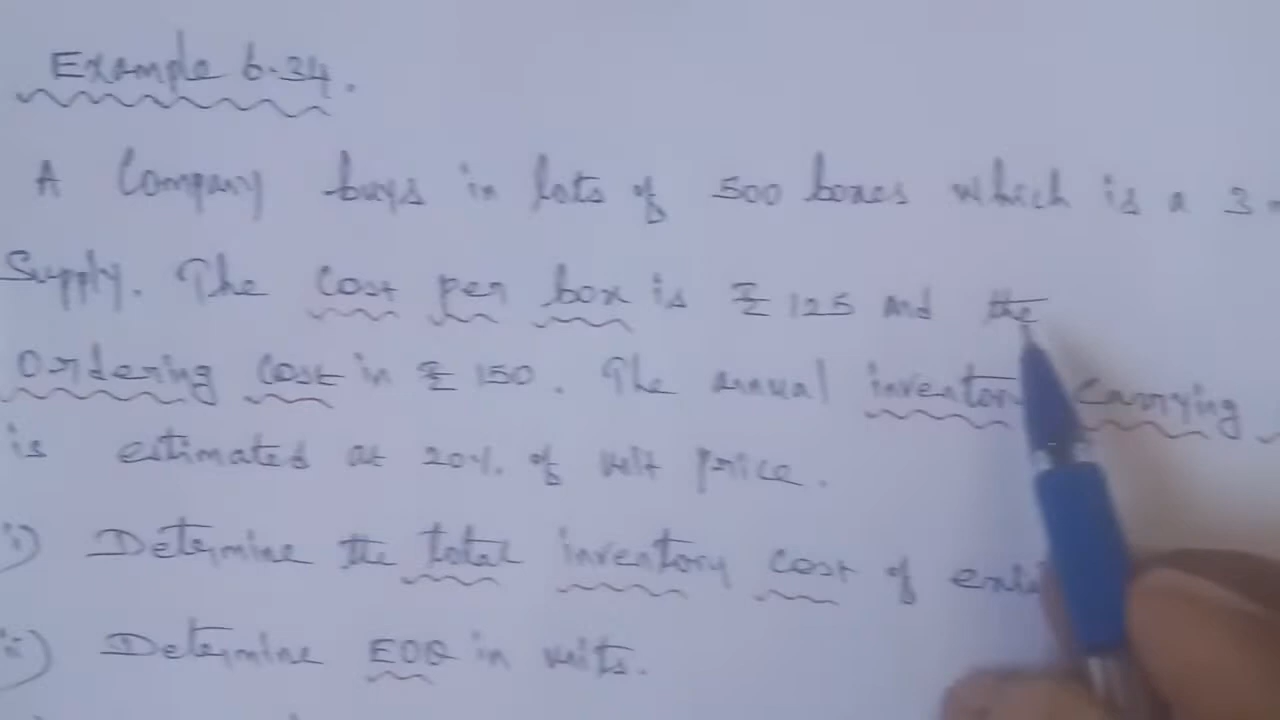 Example 6.34.
A Company buys in lots of 500 boxes which is a 3
Supply. The cost per box is ₹ 125 and the
Ordering cost in ₹ 150. The annual inventory carrying
is estimated at 20% of unit price.
i) Determine the total inventory cost of
ii) Determine EOQ in units.